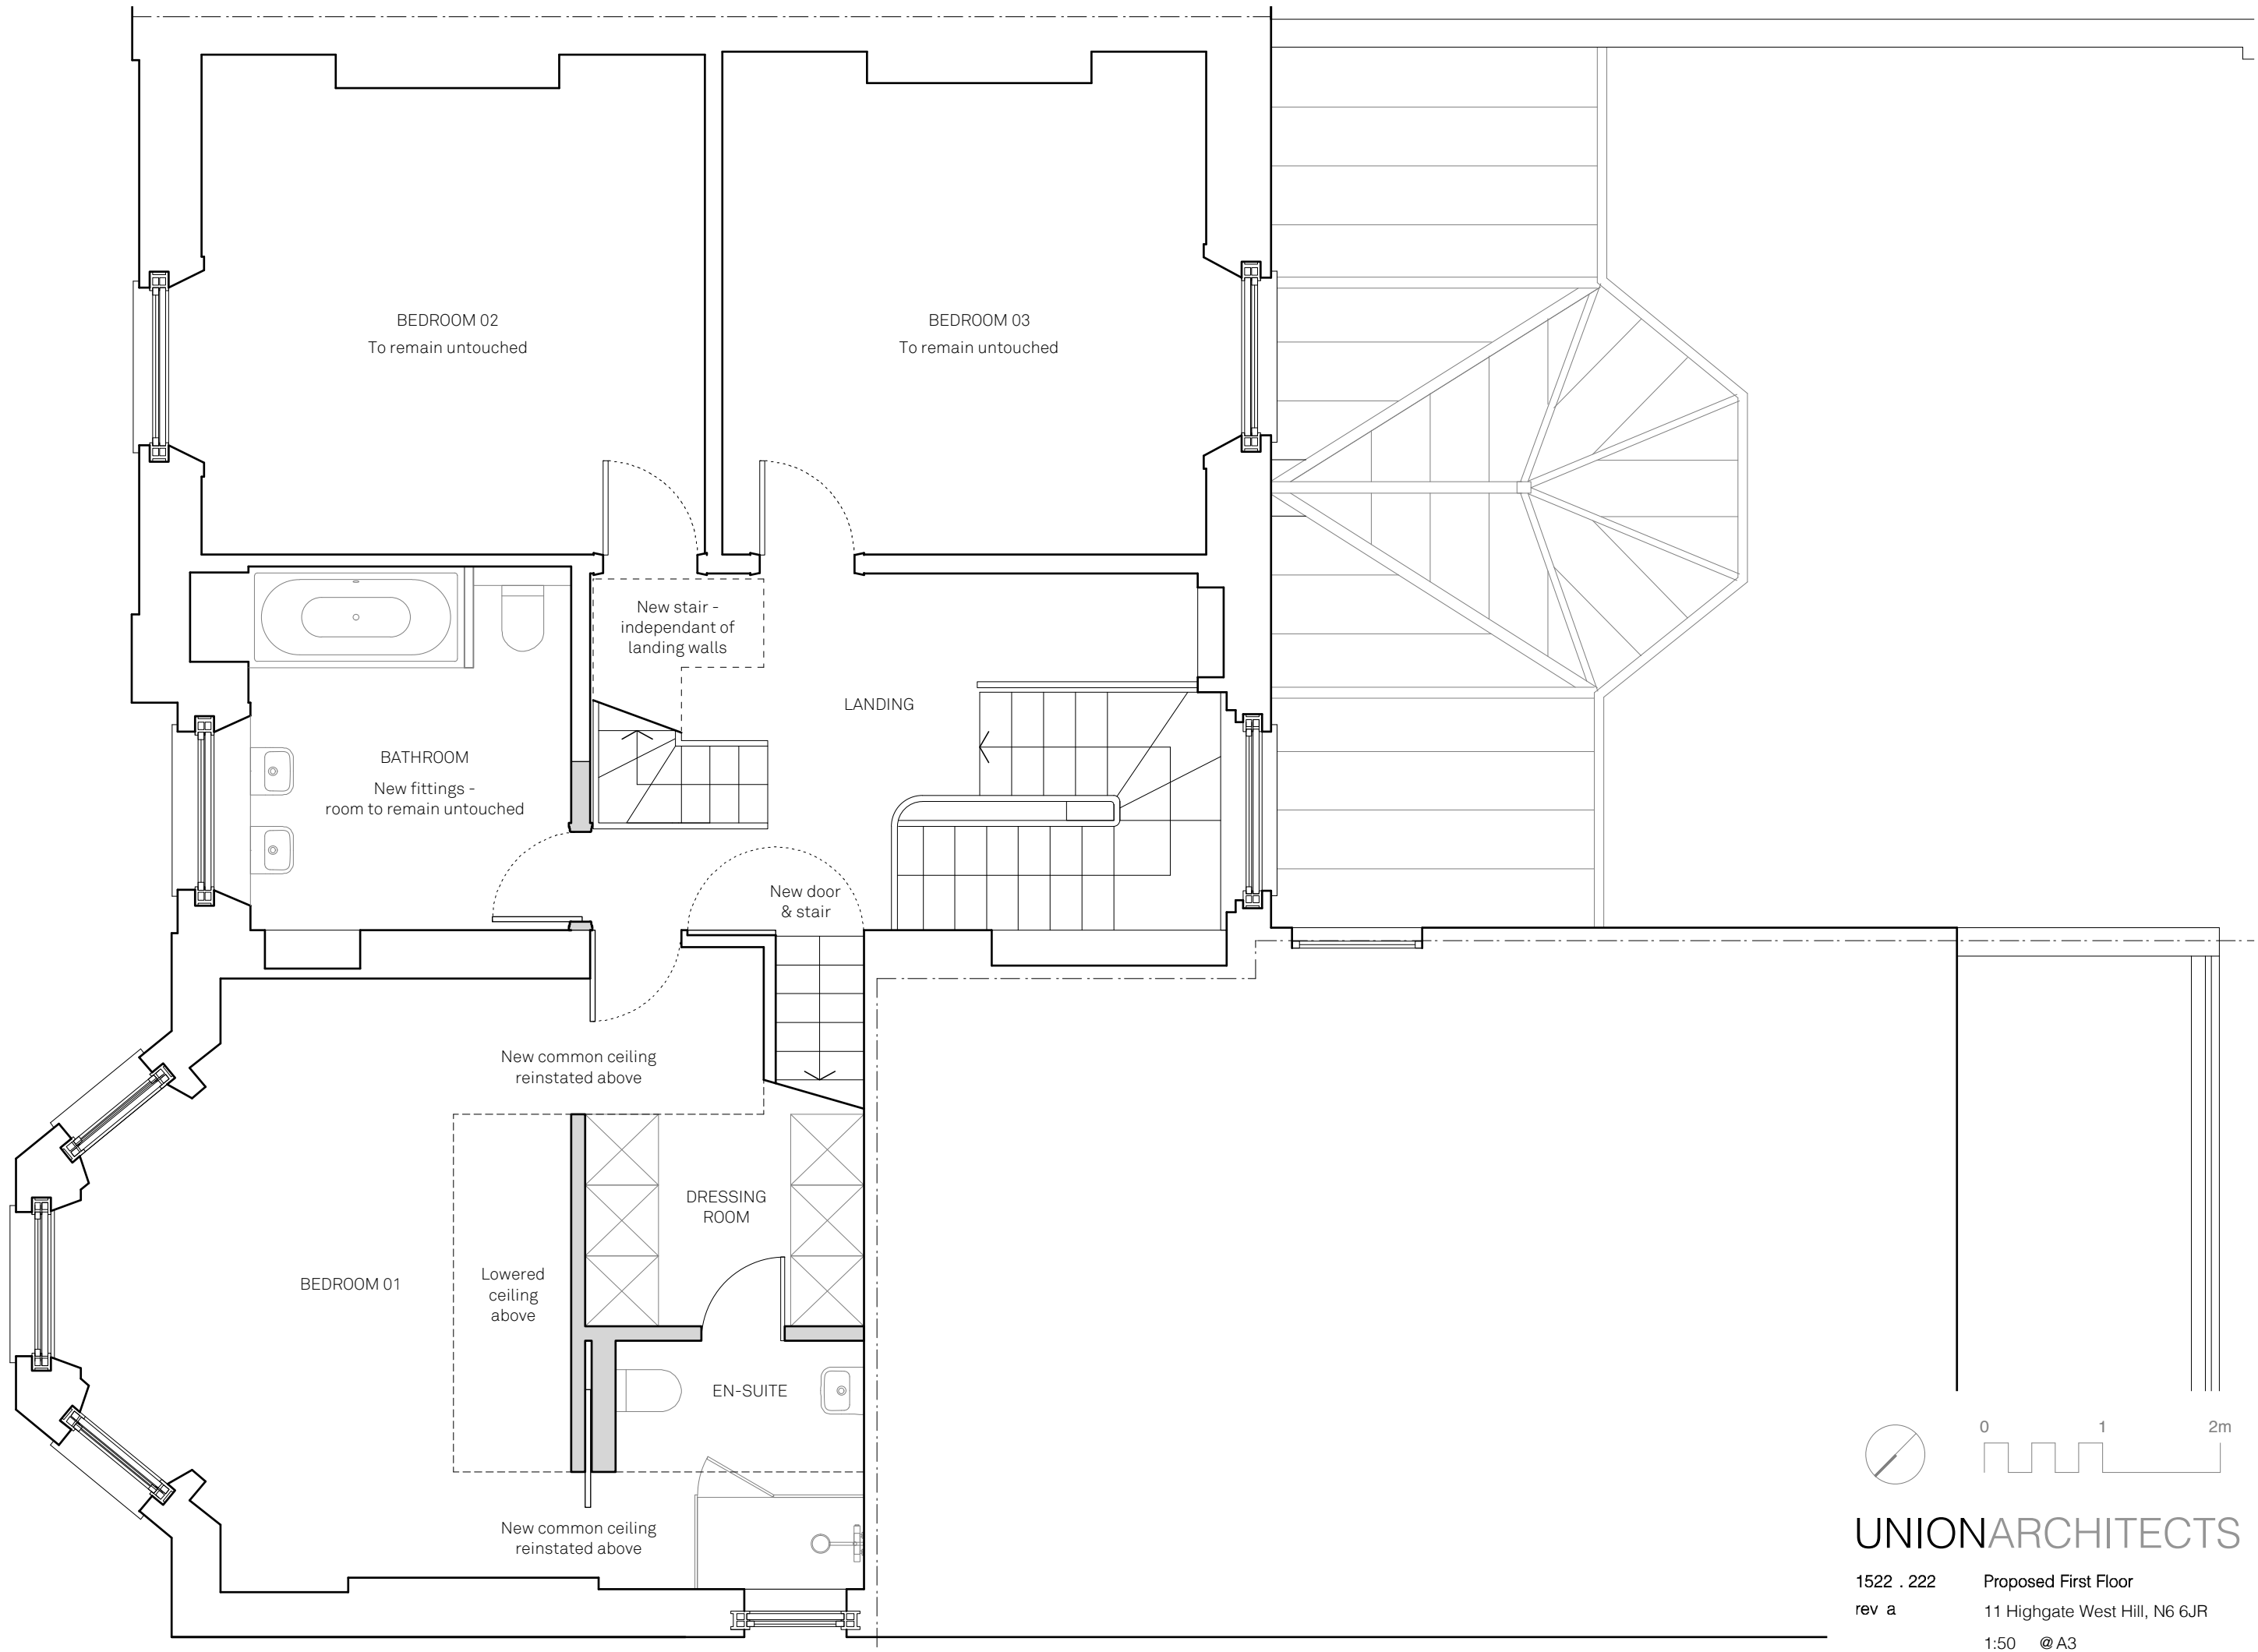 BEDROOM 02
To remain untouched
BEDROOM 03
To remain untouched
New stair -
independant of
landing walls
LANDING
BATHROOM
New fittings -
room to remain untouched
New door
& stair
New common ceiling
reinstated above
DRESSING
ROOM
BEDROOM 01
Lowered
ceiling
above
EN-SUITE
New common ceiling
reinstated above
0 1 2m
UNIONARCHITECTS
1522 . 222 Proposed First Floor
rev a 11 Highgate West Hill, N6 6JR
1:50 @ A3